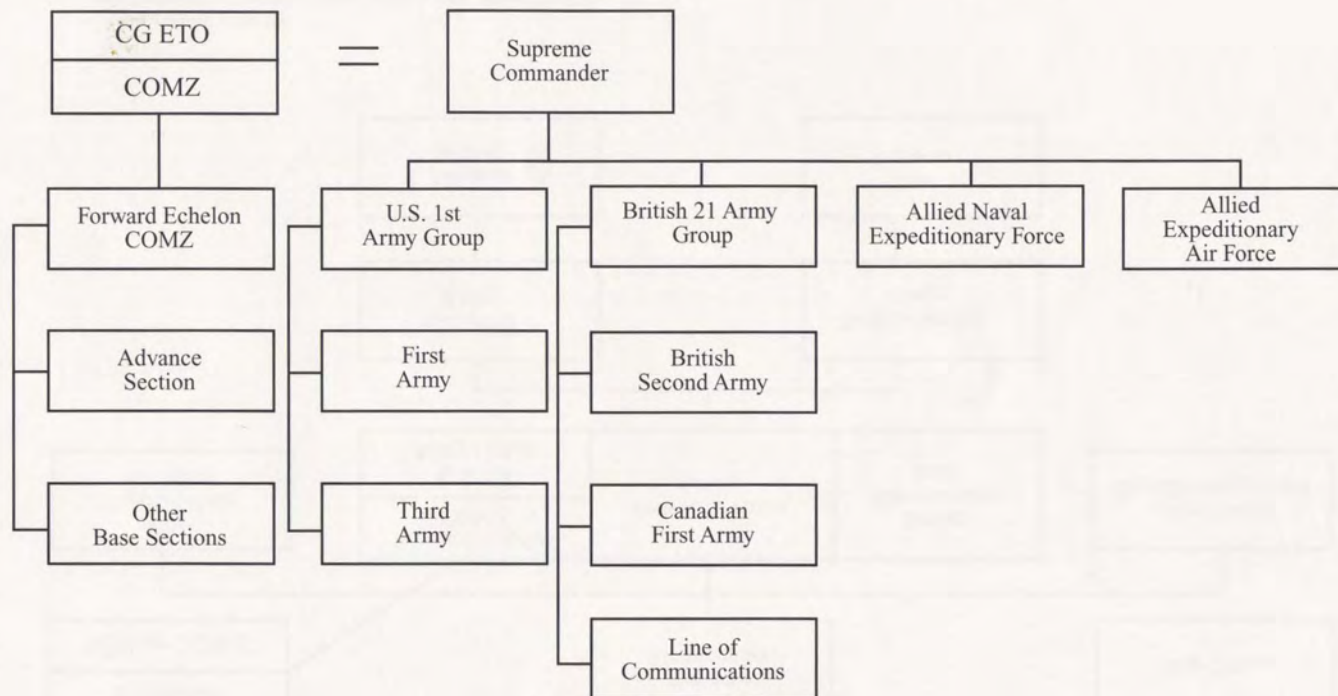 CG ETO
COMZ
=
Supreme
Commander
Forward Echelon
COMZ
U.S. 1st
Army Group
British 21 Army
Group
Allied Naval
Expeditionary Force
Allied
Expeditionary
Air Force
Advance
Section
First
Army
British
Second Army
Other
Base Sections
Third
Army
Canadian
First Army
Line of
Communications